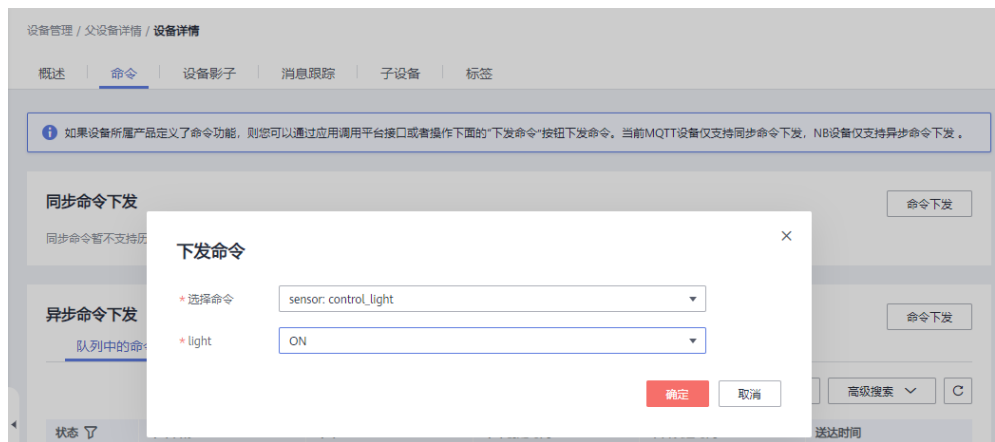 设备管理 / 父设备详情 / 设备详情
概述 命令 设备影子 消息跟踪 子设备 标签
如果设备所属产品定义了命令功能，则您可以通过应用调用平台接口或者操作下面的“下发命令”按钮下发命令。当前MQTT设备仅支持同步命令下发，NB设备仅支持异步命令下发 。
同步命令下发 命令下发
同步命令暂不支持历
下发命令
*选择命令 sensor: control_light
异步命令下发 命令下发
*light ON
队列中的命
确定 取消
高级搜索
状态 送达时间